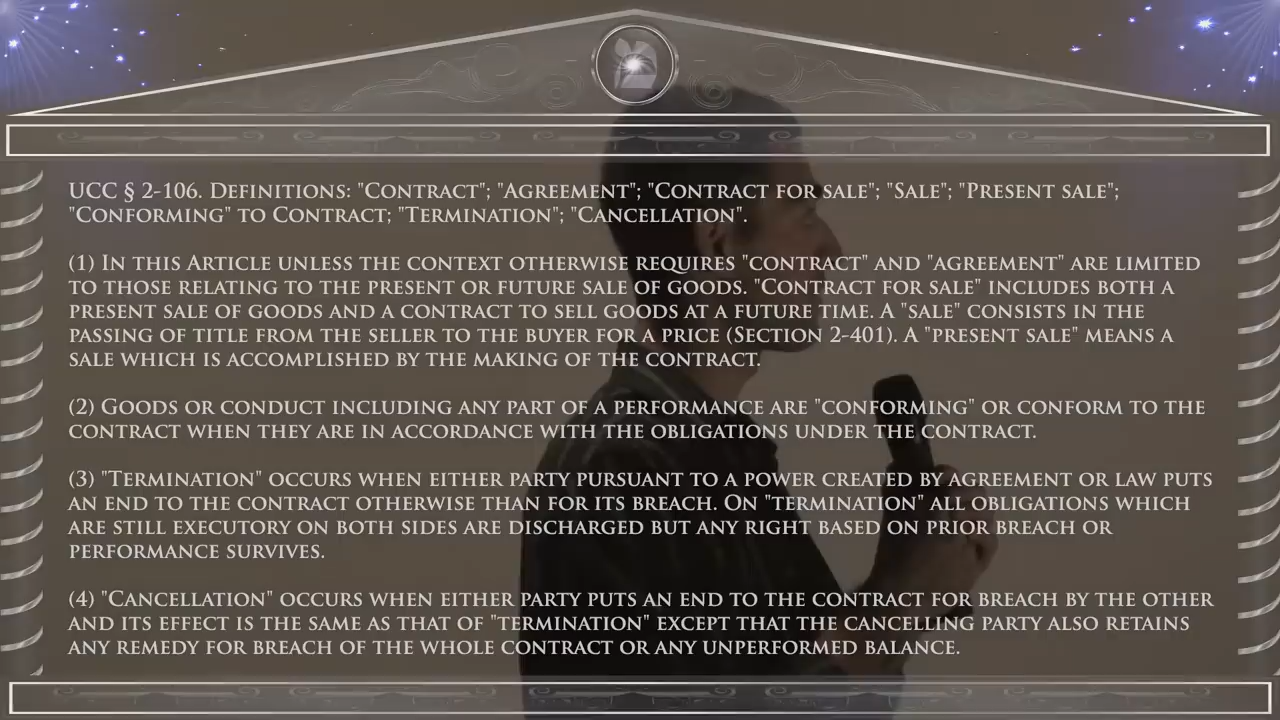 UCC § 2-106. Definitions: "Contract"; "Agreement"; "Contract for sale"; "Sale"; "Present sale";
"Conforming" to Contract; "Termination"; "Cancellation".
(1) In this Article unless the context otherwise requires "contract" and "agreement" are limited
to those relating to the present or future sale of goods. "Contract for sale" includes both a
present sale of goods and a contract to sell goods at a future time. A "sale" consists in the
passing of title from the seller to the buyer for a price (Section 2-401). A "present sale" means a
sale which is accomplished by the making of the contract.
(2) Goods or conduct including any part of a performance are "conforming" or conform to the
contract when they are in accordance with the obligations under the contract.
(3) "Termination" occurs when either party pursuant to a power created by agreement or law puts
an end to the contract otherwise than for its breach. On "termination" all obligations which
are still executory on both sides are discharged but any right based on prior breach or
performance survives.
(4) "Cancellation" occurs when either party puts an end to the contract for breach by the other
and its effect is the same as that of "termination" except that the cancelling party also retains
any remedy for breach of the whole contract or any unperformed balance.